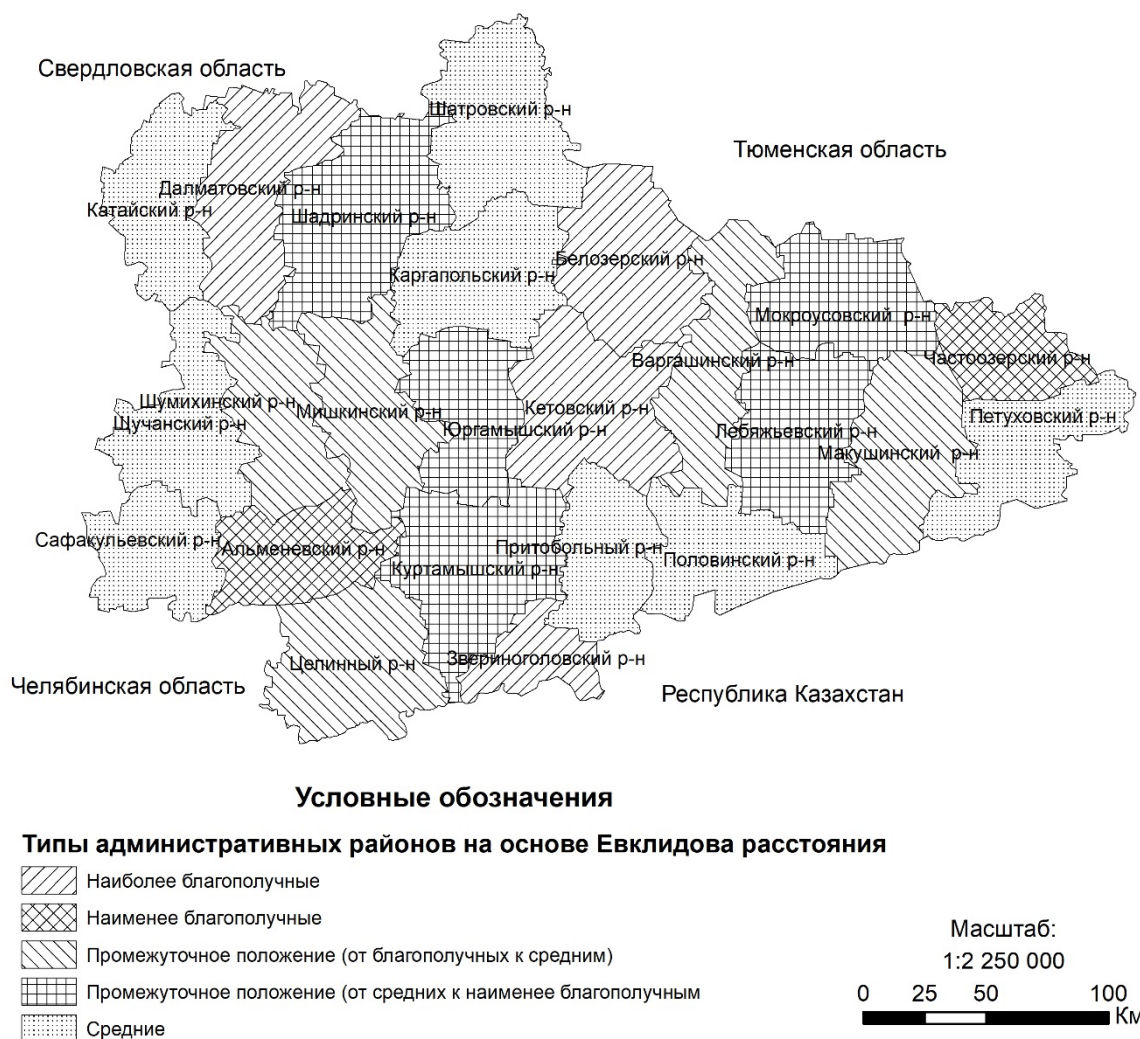 Свердловская область
Шатровский р-н
Тюменская область
Далматовский р-н
Катайский р-н
Шадринский р-н
Белозерский р-н
Каргапольский р-н
Мокроусовский р-н
Частоозерский р-н
Варгашинский р-н
Шумихинский р-н
Мишкинский р-н
Кетовский р-н
Петуховский р-н
Щучанский р-н
Юргамышский р-н
Лебяжьевский р-н
Макушинский р-н
Сафакульевский р-н
Альменевский р-н
Притобольный р-н
Половинский р-н
Куртамышский р-н
Целинный р-н
Звериноголовский р-н
Челябинская область
Республика Казахстан
Условные обозначения
Типы административных районов на основе Евклидова расстояния
Наиболее благополучные
Наименее благополучные
Промежуточное положение (от благополучных к средним)
Промежуточное положение (от средних к наименее благополучным
Средние
Масштаб:
1:2 250 000
0 25 50 100
Км